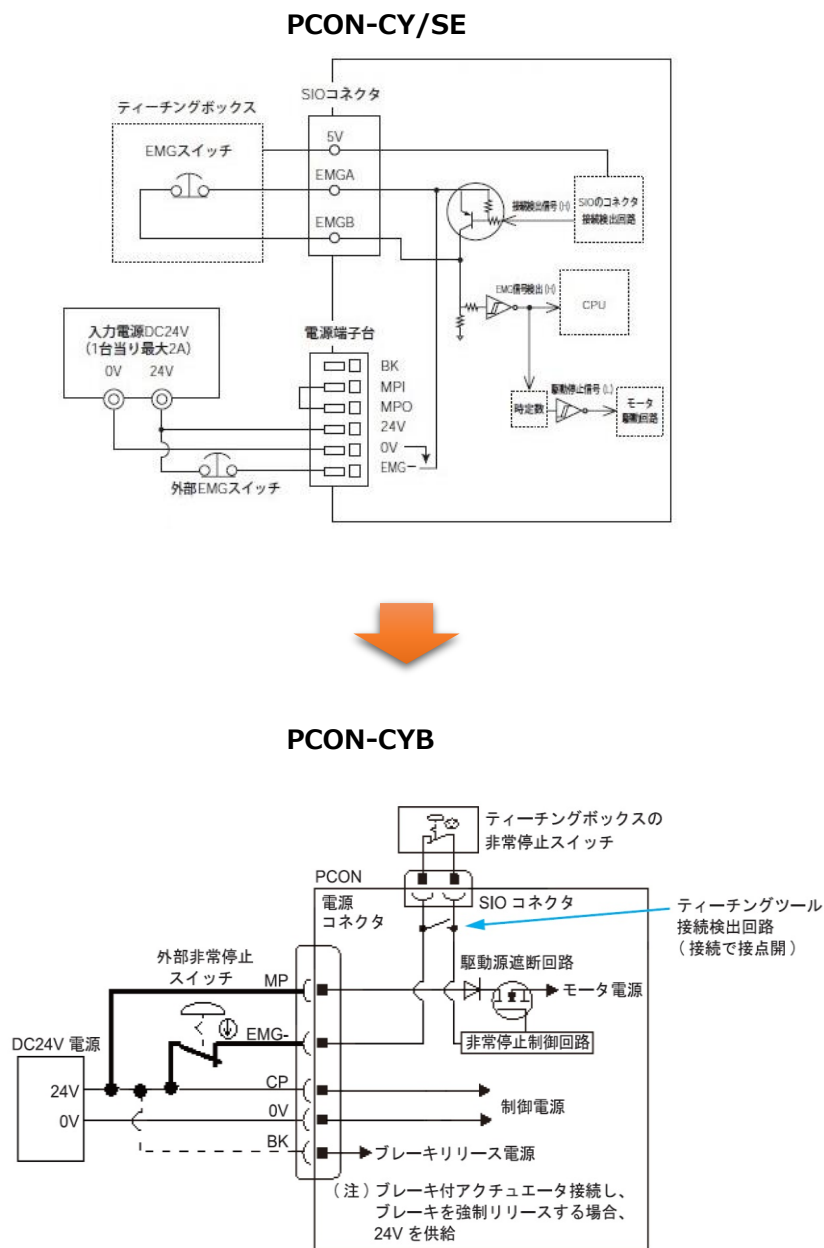 PCON-CY/SE
SIOコネクタ
ティーチングボックス
EMGスイッチ
5V
EMGA
EMGB
接続検出信号(H)
SIOのコネクタ
接続検出回路
EMG信号検出(H)
CPU
入力電源DC24V
(1台当り最大2A)
0V 24V
電源端子台
BK
MPI
MPO
24V
0V
EMG−
外部EMGスイッチ
時定数
駆動停止信号(L)
モータ
駆動回路
PCON-CYB
ティーチングボックスの
非常停止スイッチ
PCON
電源
コネクタ
SIO コネクタ
ティーチングツール
接続検出回路
(接続で接点開)
外部非常停止
スイッチ
MP
駆動源遮断回路
モータ電源
EMG-
非常停止制御回路
DC24V 電源
24V
0V
CP
0V
制御電源
BK
ブレーキリリース電源
(注)ブレーキ付アクチュエータ接続し、
ブレーキを強制リリースする場合、
24V を供給